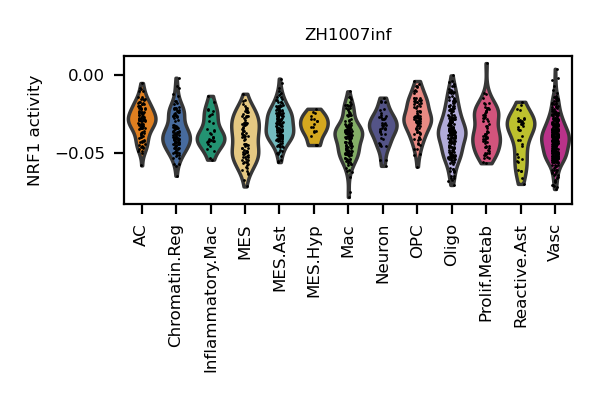 ZH1007inf
NRF1 activity
0.00
−0.05
AC
Chromatin.Reg
Inflammatory.Mac
MES
MES.Ast
MES.Hyp
Mac
Neuron
OPC
Oligo
Prolif.Metab
Reactive.Ast
Vasc